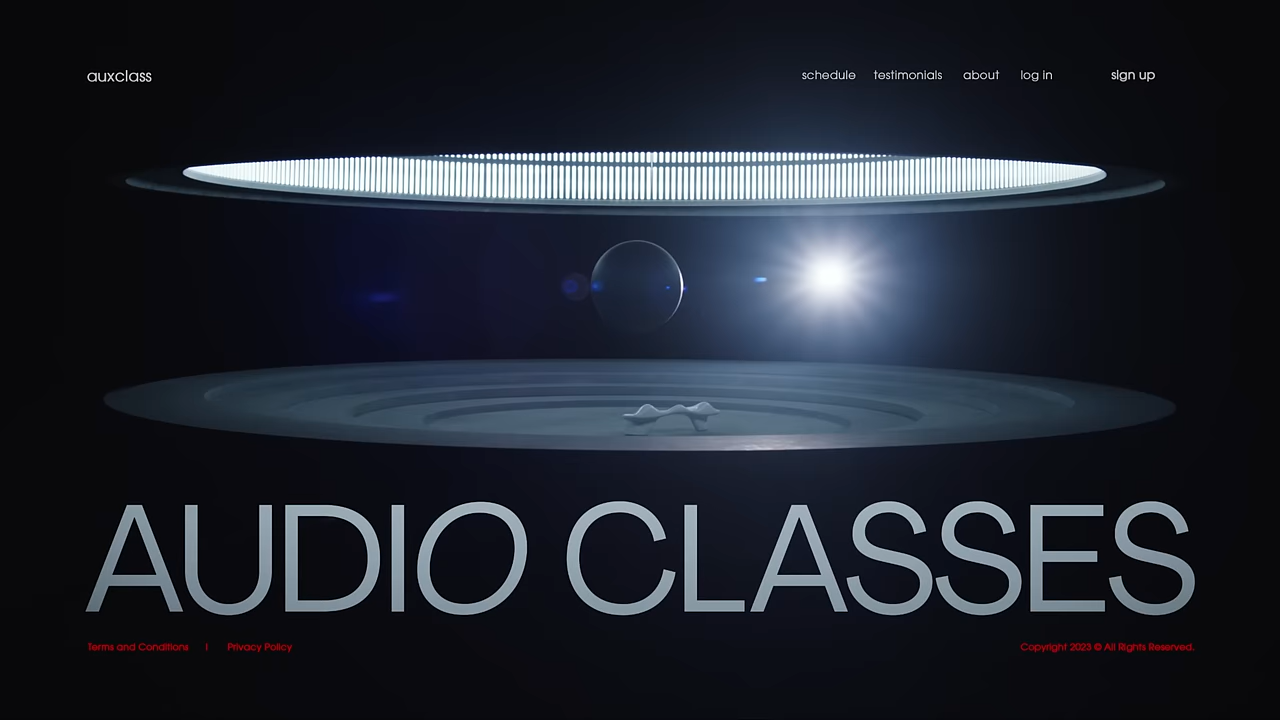 auxclass
schedule testimonials about log in sign up
AUDIO CLASSES
Terms and Conditions | Privacy Policy
Copyright 2023 © All Rights Reserved.